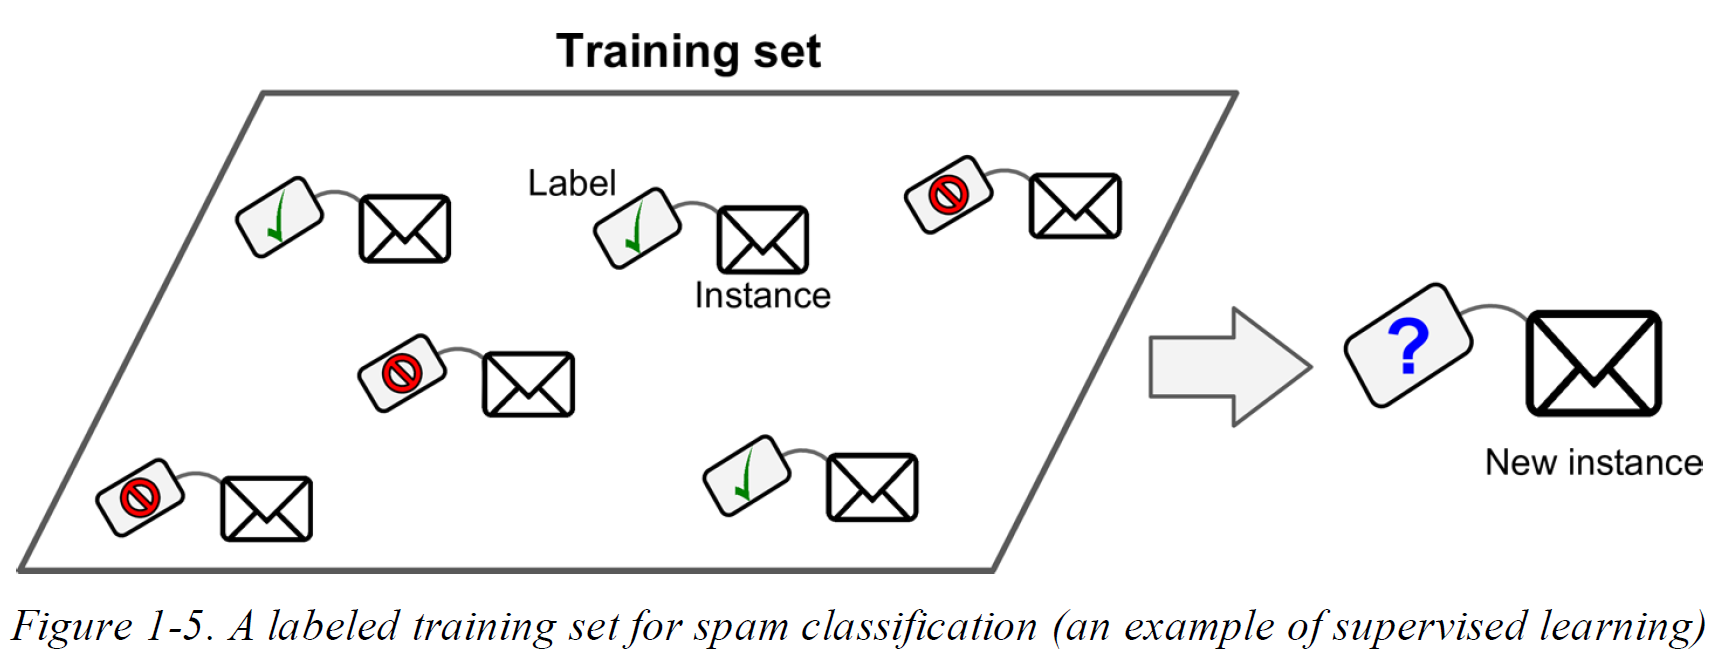 Training set
Label
Instance
?
New instance
Figure 1-5. A labeled training set for spam classification (an example of supervised learning)